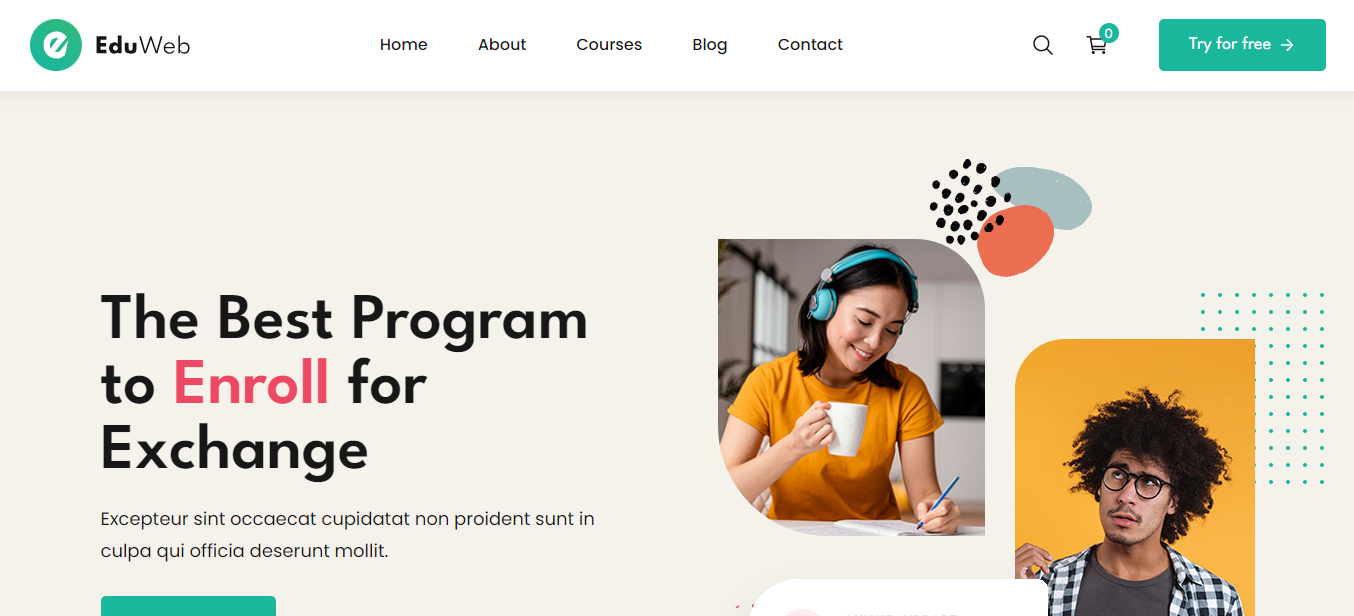 EduWeb
Home
About
Courses
Blog
Contact
0
Try for free →
The Best Program
to Enroll for
Exchange
Excepteur sint occaecat cupidatat non proident sunt in
culpa qui officia deserunt mollit.